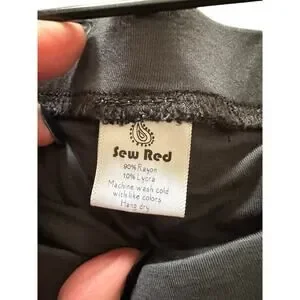 Sew Red
90% Rayon
10% Lycra
Machine wash cold
with like colors
Hang dry